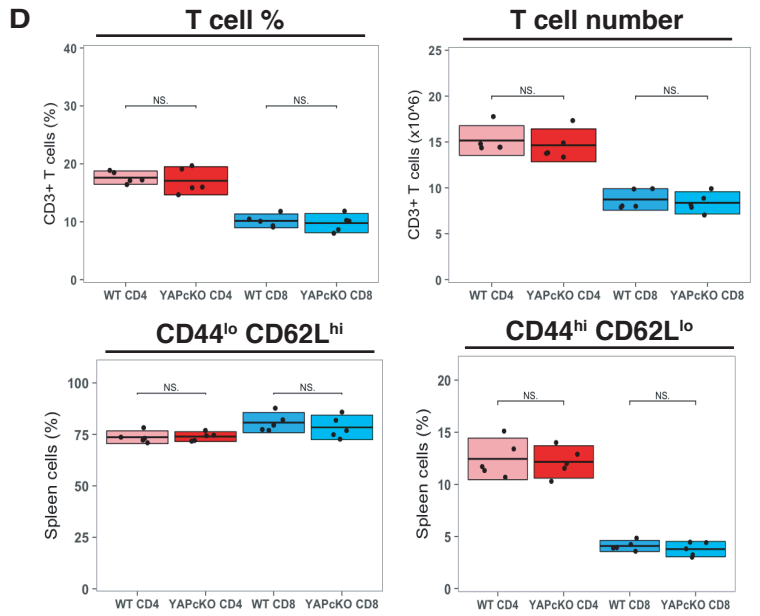 D
T cell %
T cell number
CD3+ T cells (%)
40
30
20
10
0
NS.
NS.
WT CD4 YAPcKO CD4 WT CD8 YAPcKO CD8
CD3+ T cells (x10^6)
25
20
15
10
5
0
NS.
NS.
WT CD4 YAPcKO CD4 WT CD8 YAPcKO CD8
CD44lo CD62Lhi
Spleen cells (%)
100
75
50
25
0
NS.
NS.
WT CD4 YAPcKO CD4 WT CD8 YAPcKO CD8
CD44hi CD62Llo
Spleen cells (%)
20
15
10
5
0
NS.
NS.
WT CD4 YAPcKO CD4 WT CD8 YAPcKO CD8